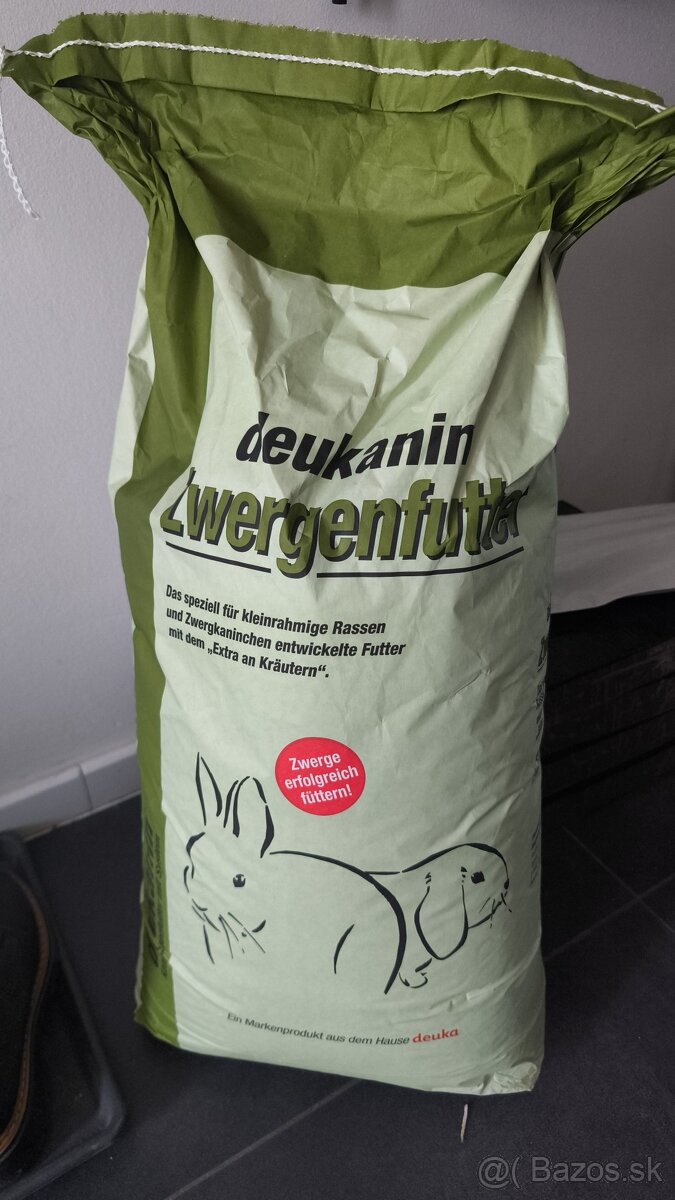 deukanin
Zwergenfutter
Das speziell für kleinrahmige Rassen
und Zwergkaninchen entwickelte Futter
mit dem „Extra an Kräutern“.
Zwerge
erfolgreich
füttern!
Ein Markenprodukt aus dem Hause deuka
@( Bazos.sk